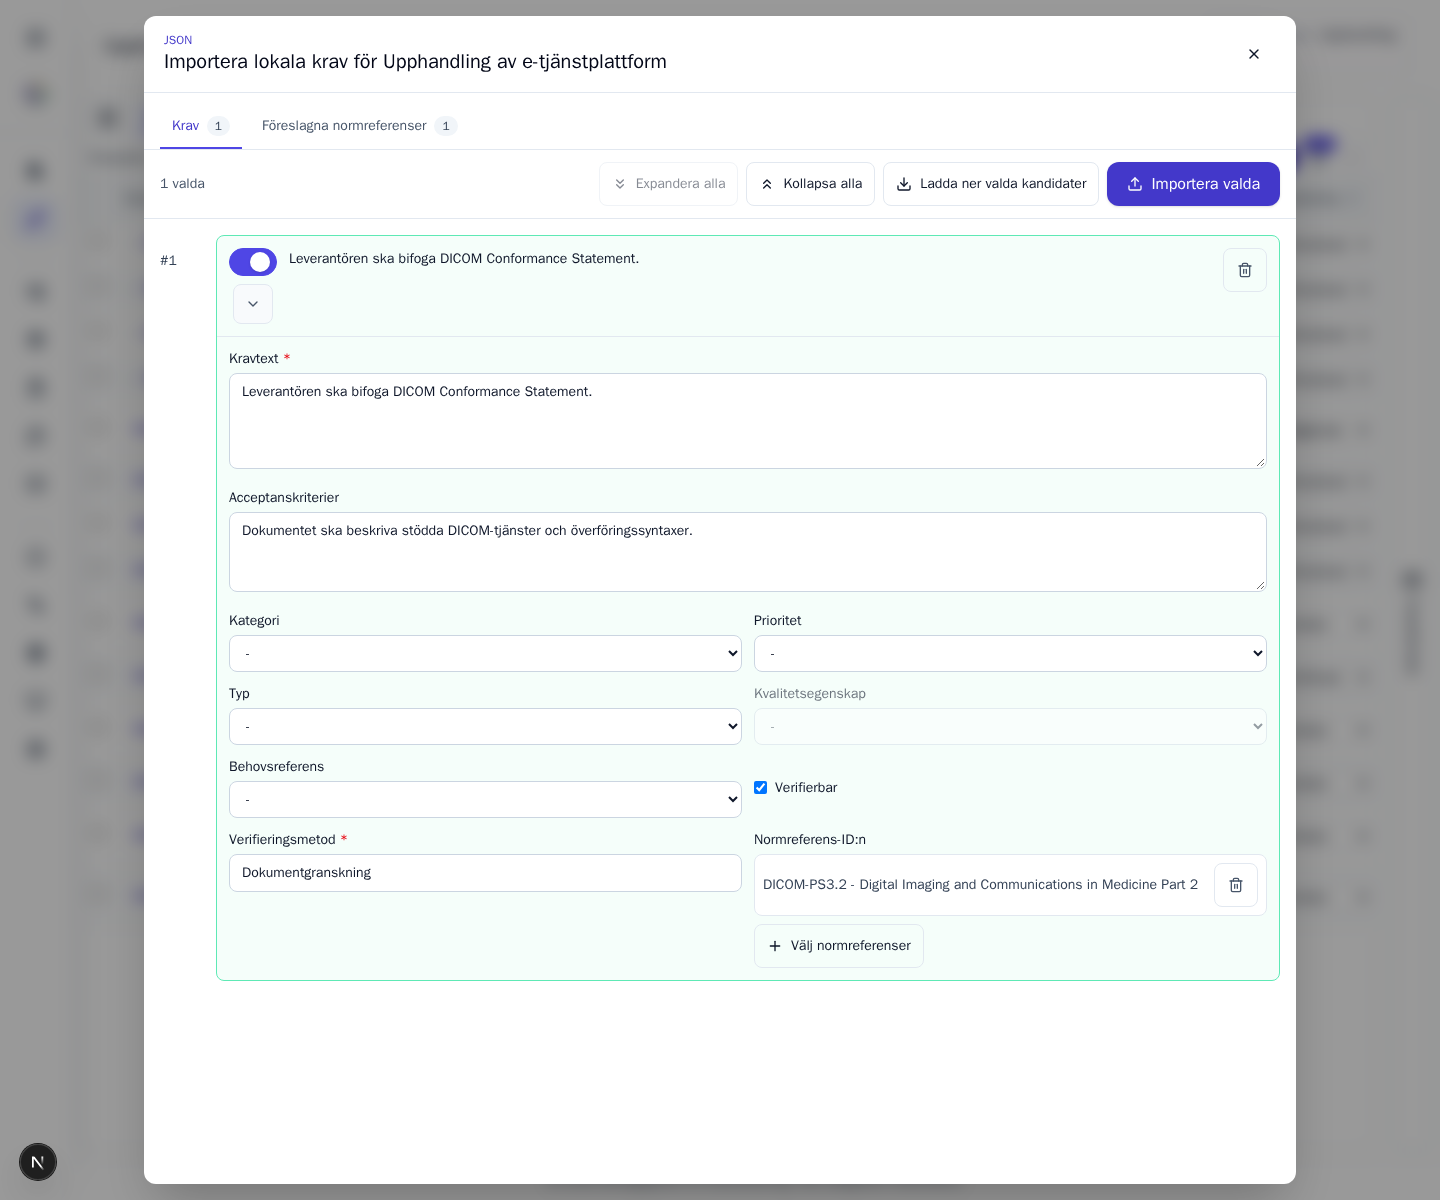 JSON
Importera lokala krav för Upphandling av e-tjänstplattform
Krav 1
Föreslagna normreferenser 1
1 valda
Expandera alla
Kollapsa alla
Ladda ner valda kandidater
Importera valda
#1
Leverantören ska bifoga DICOM Conformance Statement.
Kravtext *
Leverantören ska bifoga DICOM Conformance Statement.
Acceptanskriterier
Dokumentet ska beskriva stödda DICOM-tjänster och överföringssyntaxer.
Kategori
-
Prioritet
-
Typ
-
Kvalitetsegenskap
-
Behovsreferens
-
Verifierbar
Verifieringsmetod *
Dokumentgranskning
Normreferens-ID:n
DICOM-PS3.2 - Digital Imaging and Communications in Medicine Part 2
Välj normreferenser
N